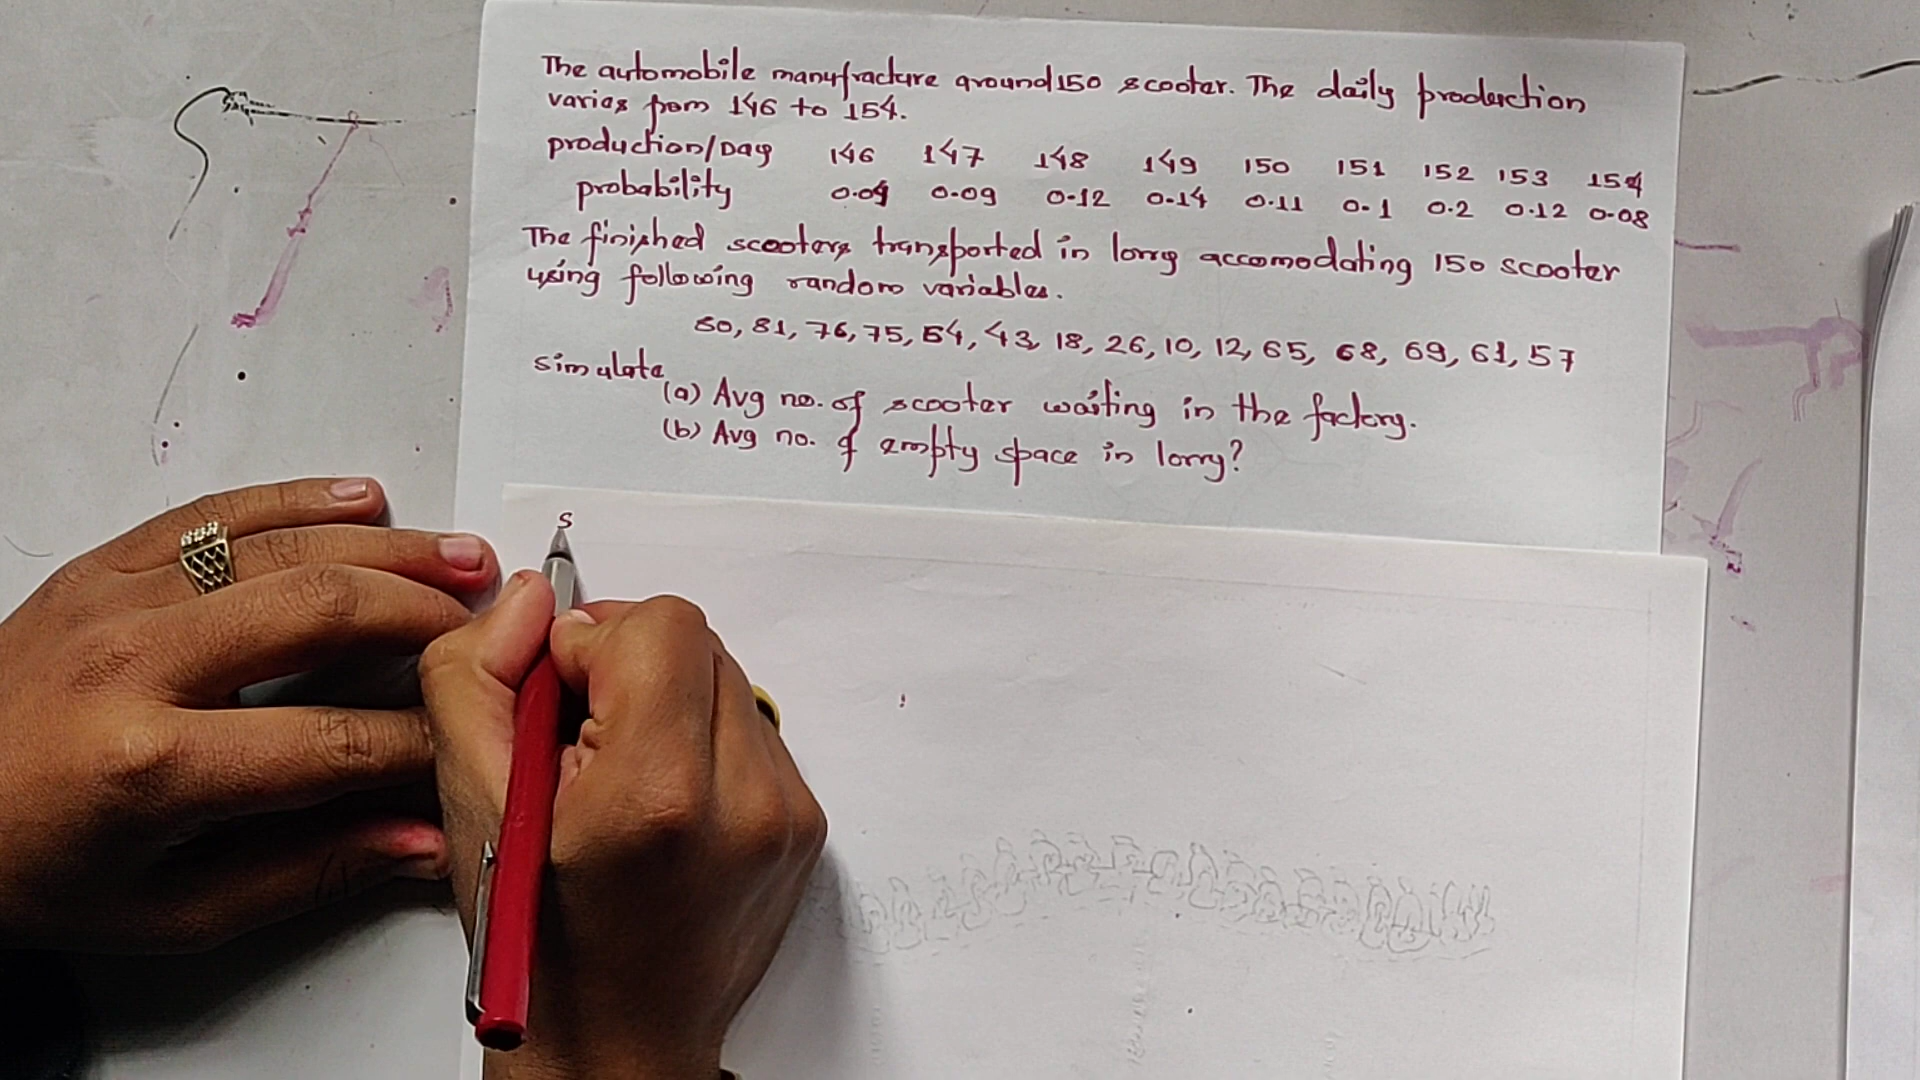 The automobile manyfracture around 150 scooter. The daily production
varies from 146 to 154.
production/Day 146 147 148 149 150 151 152 153 154
probability 0.04 0.09 0.12 0.14 0.11 0.1 0.2 0.12 0.08
The finished scooters transported in lorry accomodating 150 scooter
using following random variables.
80, 81, 76, 75, 64, 43, 18, 26, 10, 12, 65, 68, 69, 61, 57
simulate
(a) Avg no. of scooter waiting in the factory.
(b) Avg no. of empty space in lorry?
S